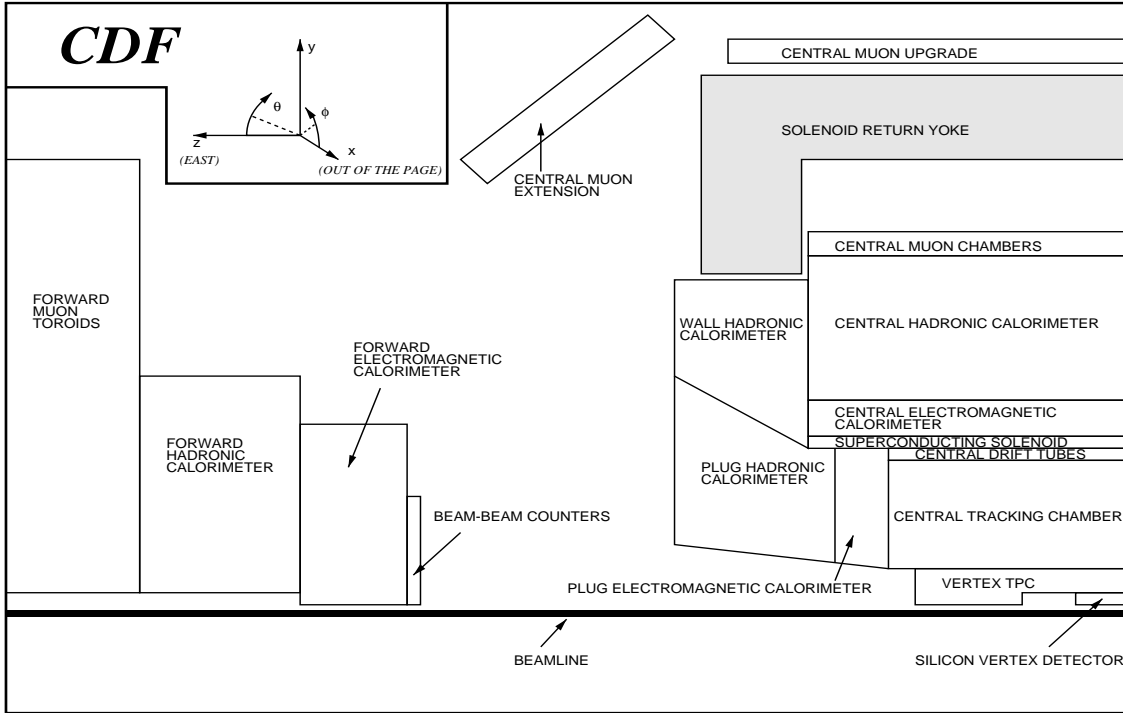 CDF
y
θ
ϕ
z
x
(EAST)
(OUT OF THE PAGE)
CENTRAL MUON UPGRADE
SOLENOID RETURN YOKE
CENTRAL MUON
EXTENSION
CENTRAL MUON CHAMBERS
FORWARD
MUON
TOROIDS
WALL HADRONIC
CALORIMETER
CENTRAL HADRONIC CALORIMETER
FORWARD
ELECTROMAGNETIC
CALORIMETER
CENTRAL ELECTROMAGNETIC
CALORIMETER
FORWARD
HADRONIC
CALORIMETER
SUPERCONDUCTING SOLENOID
CENTRAL DRIFT TUBES
PLUG HADRONIC
CALORIMETER
BEAM-BEAM COUNTERS
CENTRAL TRACKING CHAMBER
PLUG ELECTROMAGNETIC CALORIMETER
VERTEX TPC
BEAMLINE
SILICON VERTEX DETECTOR